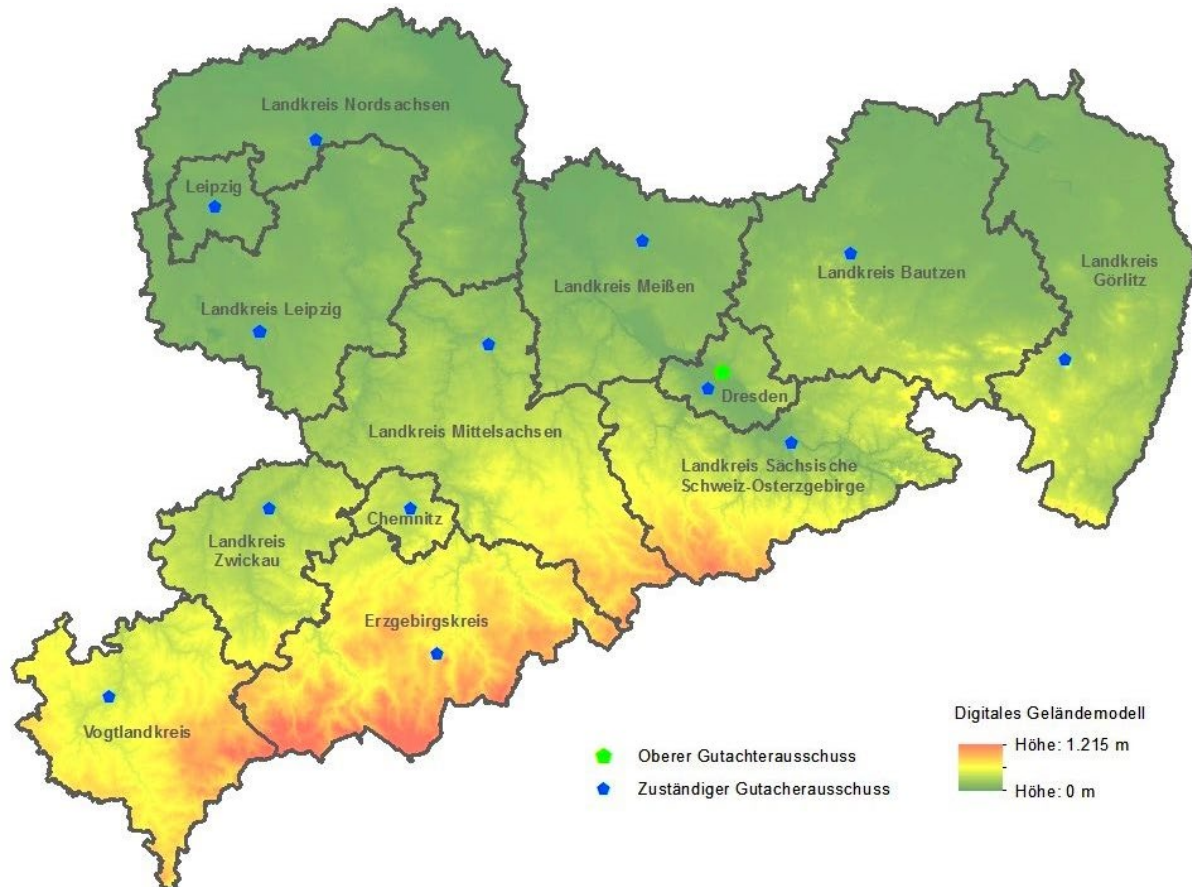 Landkreis Nordsachsen
Leipzig
Landkreis Leipzig
Landkreis Meißen
Landkreis Bautzen
Landkreis
Görlitz
Dresden
Landkreis Mittelsachsen
Landkreis Sächsische
Schweiz-Osterzgebirge
Chemnitz
Landkreis
Zwickau
Erzgebirgskreis
Vogtlandkreis
Oberer Gutachterausschuss
Zuständiger Gutacherausschuss
Digitales Geländemodell
Höhe: 1.215 m
Höhe: 0 m